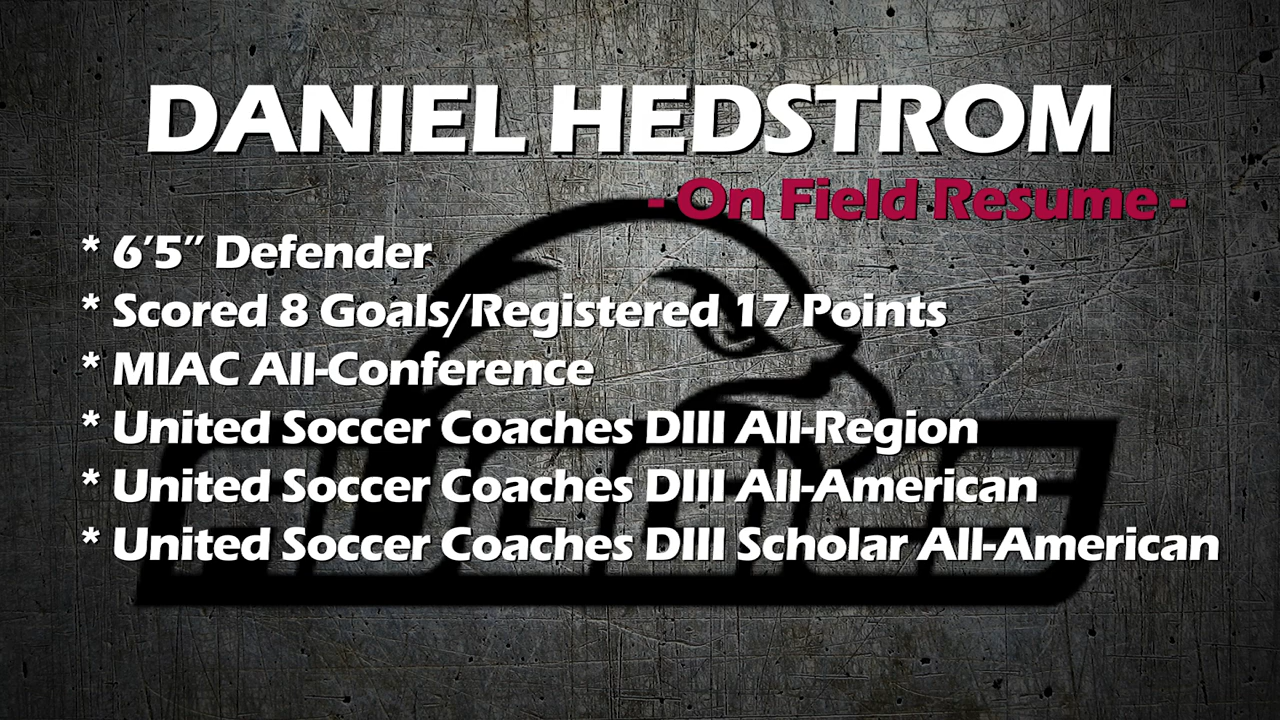 DANIEL HEDSTROM
- On Field Resume -
* 6'5" Defender
* Scored 8 Goals/Registered 17 Points
* MIAC All-Conference
* United Soccer Coaches DIII All-Region
* United Soccer Coaches DIII All-American
* United Soccer Coaches DIII Scholar All-American